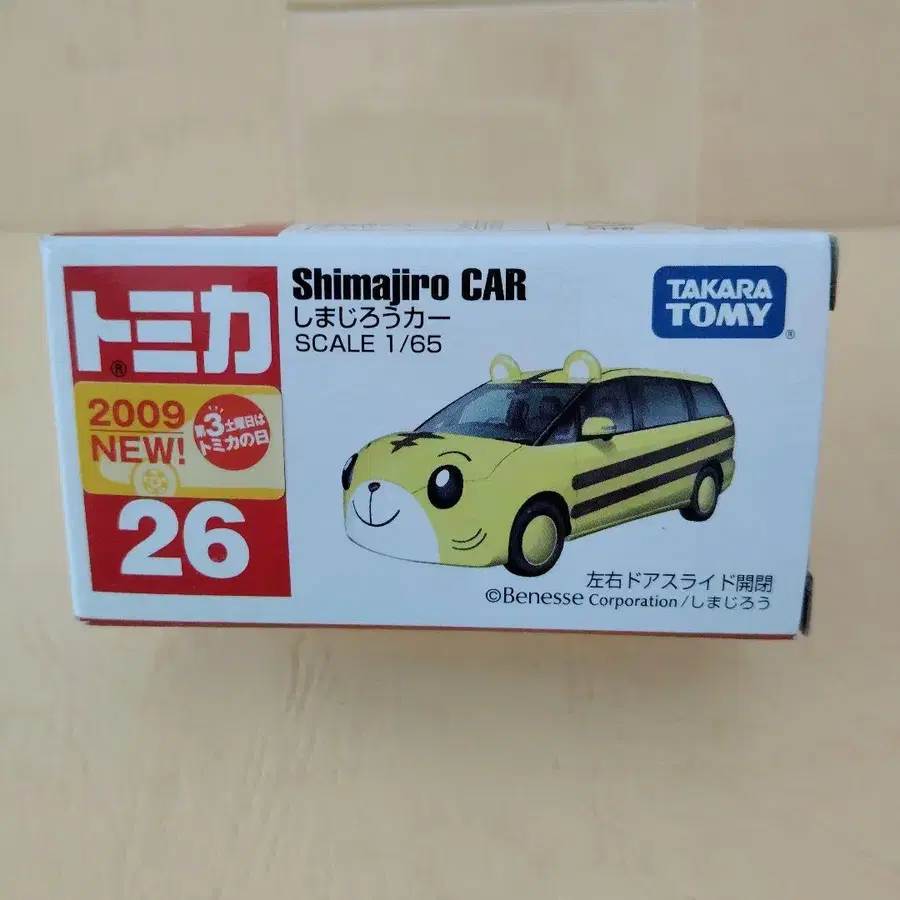 トミカ
®
2009
NEW!
第3土曜日は
トミカの日
26
Shimajiro CAR
しまじろうカー
SCALE 1/65
TAKARA
TOMY
®
左右ドアスライド開閉
©Benesse Corporation/しまじろう